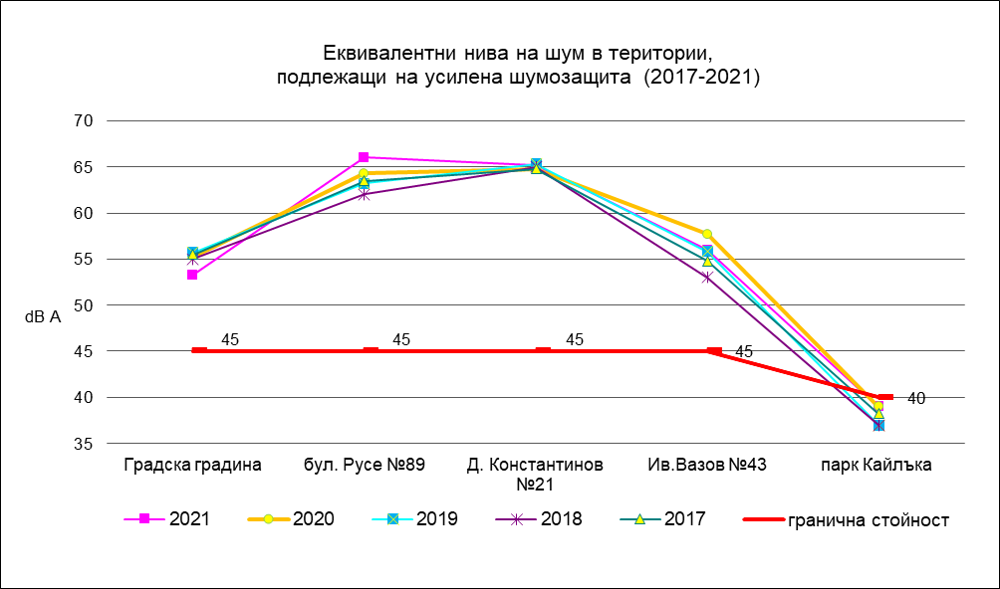 Еквивалентни нива на шум в територии,
подлежащи на усилена шумозащита (2017-2021)
70
65
60
55
50
dB A
45
40
35
45
45
45
45
40
Градска градина
бул. Русе №89
Д. Константинов
№21
Ив.Вазов №43
парк Кайлъка
2021
2020
2019
2018
2017
гранична стойност